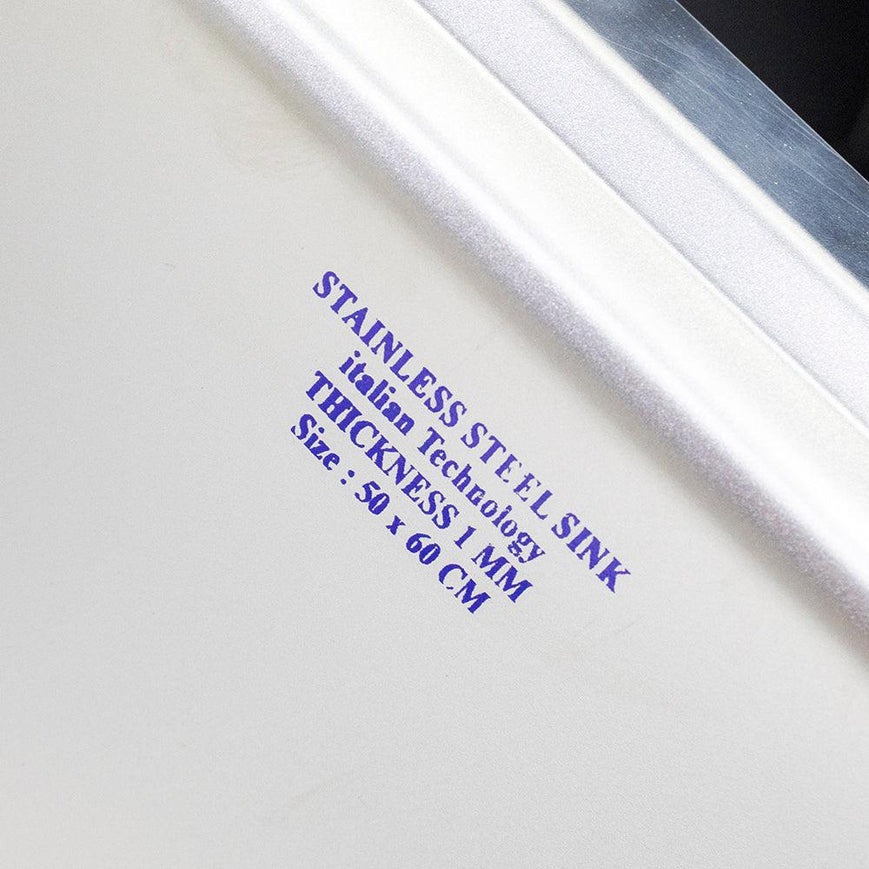 STAINLESS STEEL SINK
italian Technology
THICKNESS 1 MM
Size : 50 x 60 CM